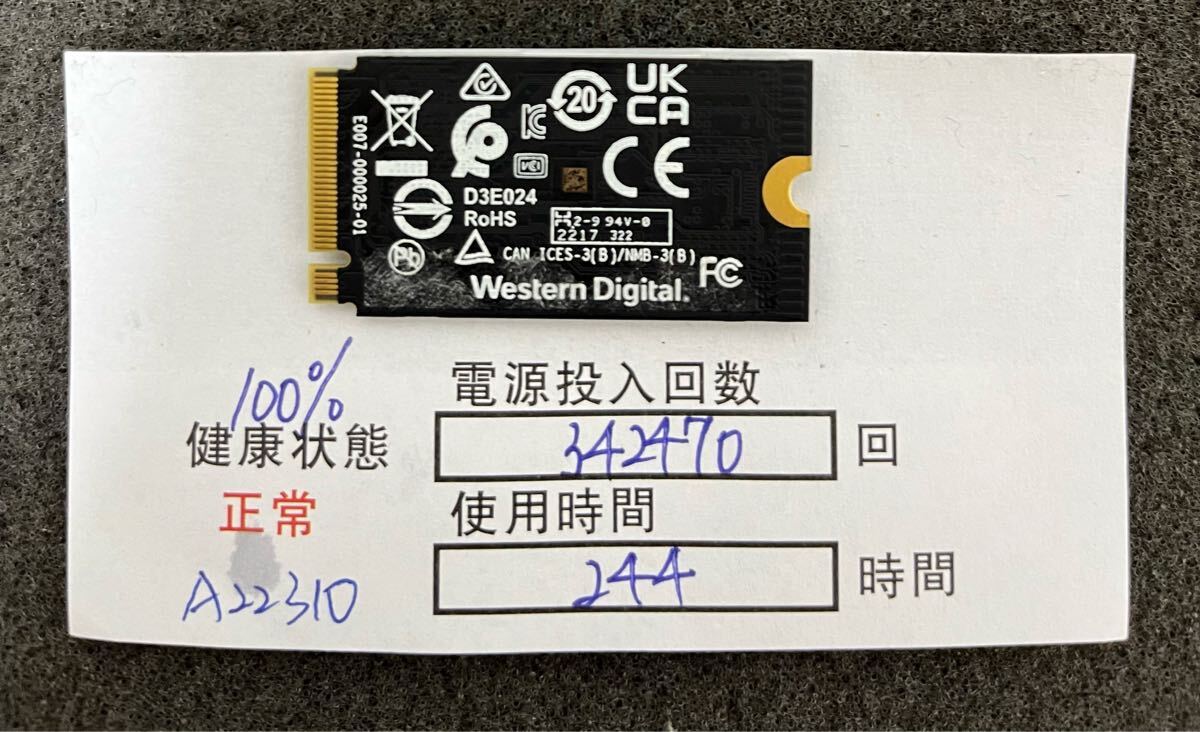 UK
CA
20
CE
E007-000025-01
D3E024
RoHS
2-9 94V-0
2217 322
Pb
CAN ICES-3(B)/NMB-3(B)
FC
Western Digital.
100%
健康状態
正常
A22310
電源投入回数
342470 回
使用時間
244 時間